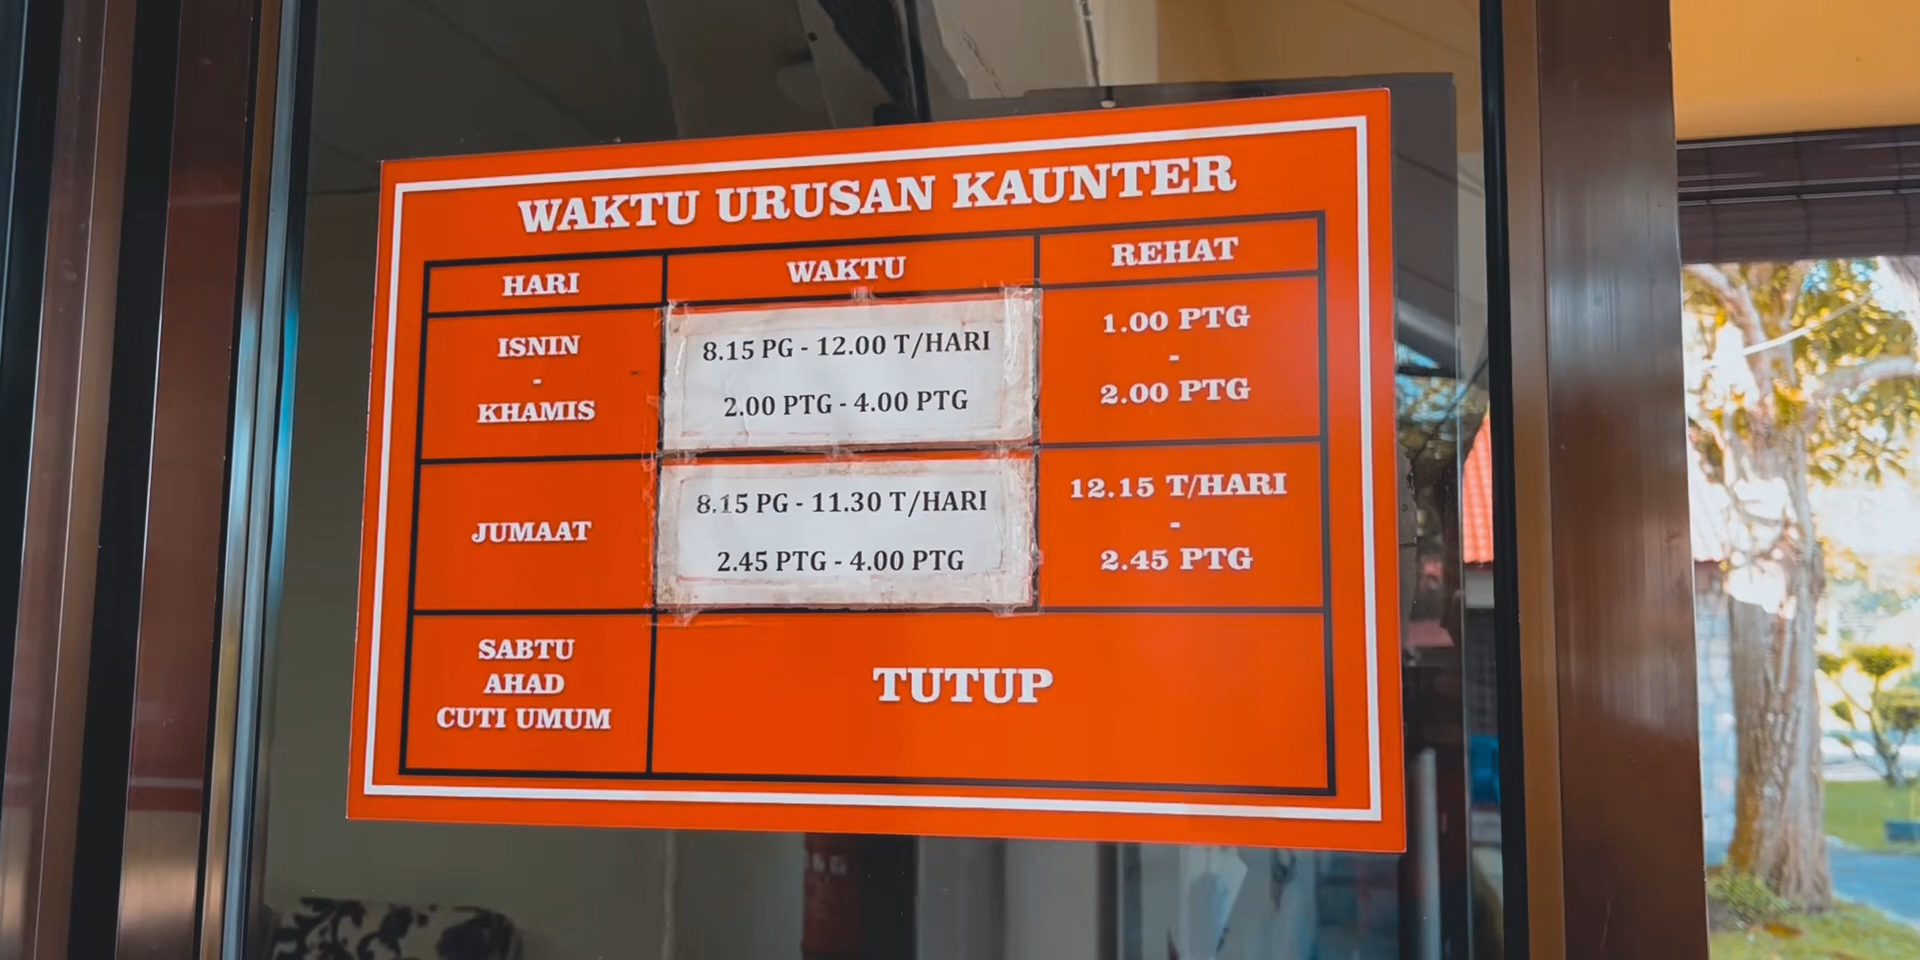 WAKTU URUSAN KAUNTER
HARI
WAKTU
REHAT
ISNIN
-
KHAMIS
8.15 PG - 12.00 T/HARI
2.00 PTG - 4.00 PTG
1.00 PTG
-
2.00 PTG
JUMAAT
8.15 PG - 11.30 T/HARI
2.45 PTG - 4.00 PTG
12.15 T/HARI
-
2.45 PTG
SABTU
AHAD
CUTI UMUM
TUTUP